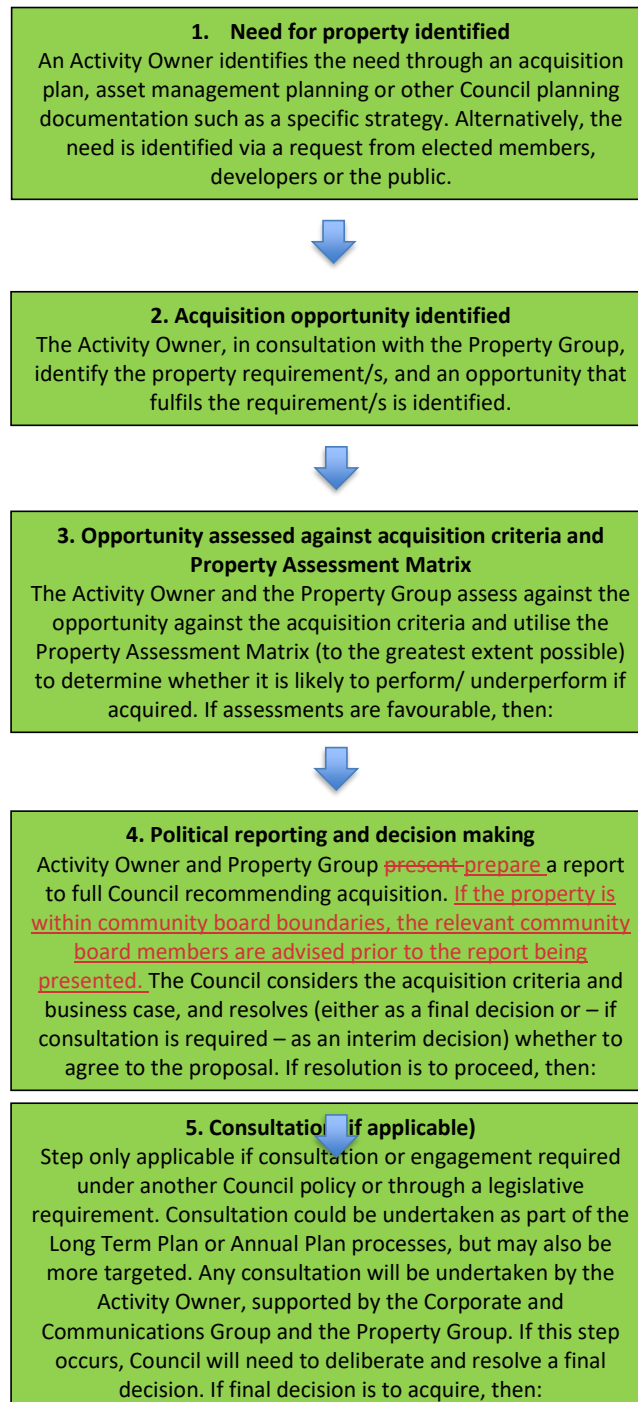 1. Need for property identified
An Activity Owner identifies the need through an acquisition
plan, asset management planning or other Council planning
documentation such as a specific strategy. Alternatively, the
need is identified via a request from elected members,
developers or the public.
2. Acquisition opportunity identified
The Activity Owner, in consultation with the Property Group,
identify the property requirement/s, and an opportunity that
fulfils the requirement/s is identified.
3. Opportunity assessed against acquisition criteria and
Property Assessment Matrix
The Activity Owner and the Property Group assess against the
opportunity against the acquisition criteria and utilise the
Property Assessment Matrix (to the greatest extent possible)
to determine whether it is likely to perform/ underperform if
acquired. If assessments are favourable, then:
4. Political reporting and decision making
Activity Owner and Property Group present prepare a report
to full Council recommending acquisition. If the property is
within community board boundaries, the relevant community
board members are advised prior to the report being
presented. The Council considers the acquisition criteria and
business case, and resolves (either as a final decision or – if
consultation is required – as an interim decision) whether to
agree to the proposal. If resolution is to proceed, then:
5. Consultation (if applicable)
Step only applicable if consultation or engagement required
under another Council policy or through a legislative
requirement. Consultation could be undertaken as part of the
Long Term Plan or Annual Plan processes, but may also be
more targeted. Any consultation will be undertaken by the
Activity Owner, supported by the Corporate and
Communications Group and the Property Group. If this step
occurs, Council will need to deliberate and resolve a final
decision. If final decision is to acquire, then: